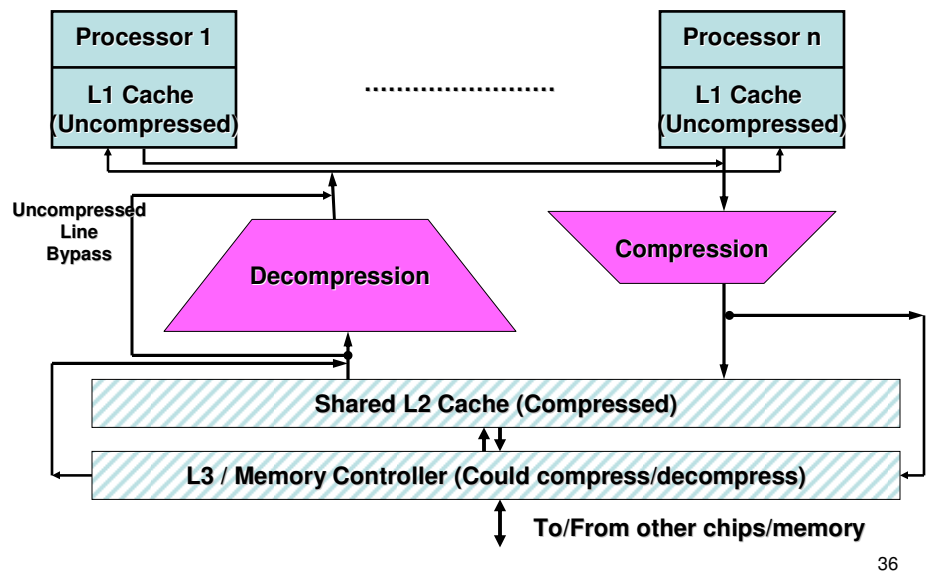 Processor 1
Processor n
L1 Cache
(Uncompressed)
L1 Cache
(Uncompressed)
Uncompressed
Line
Bypass
Decompression
Compression
Shared L2 Cache (Compressed)
L3 / Memory Controller (Could compress/decompress)
To/From other chips/memory
36